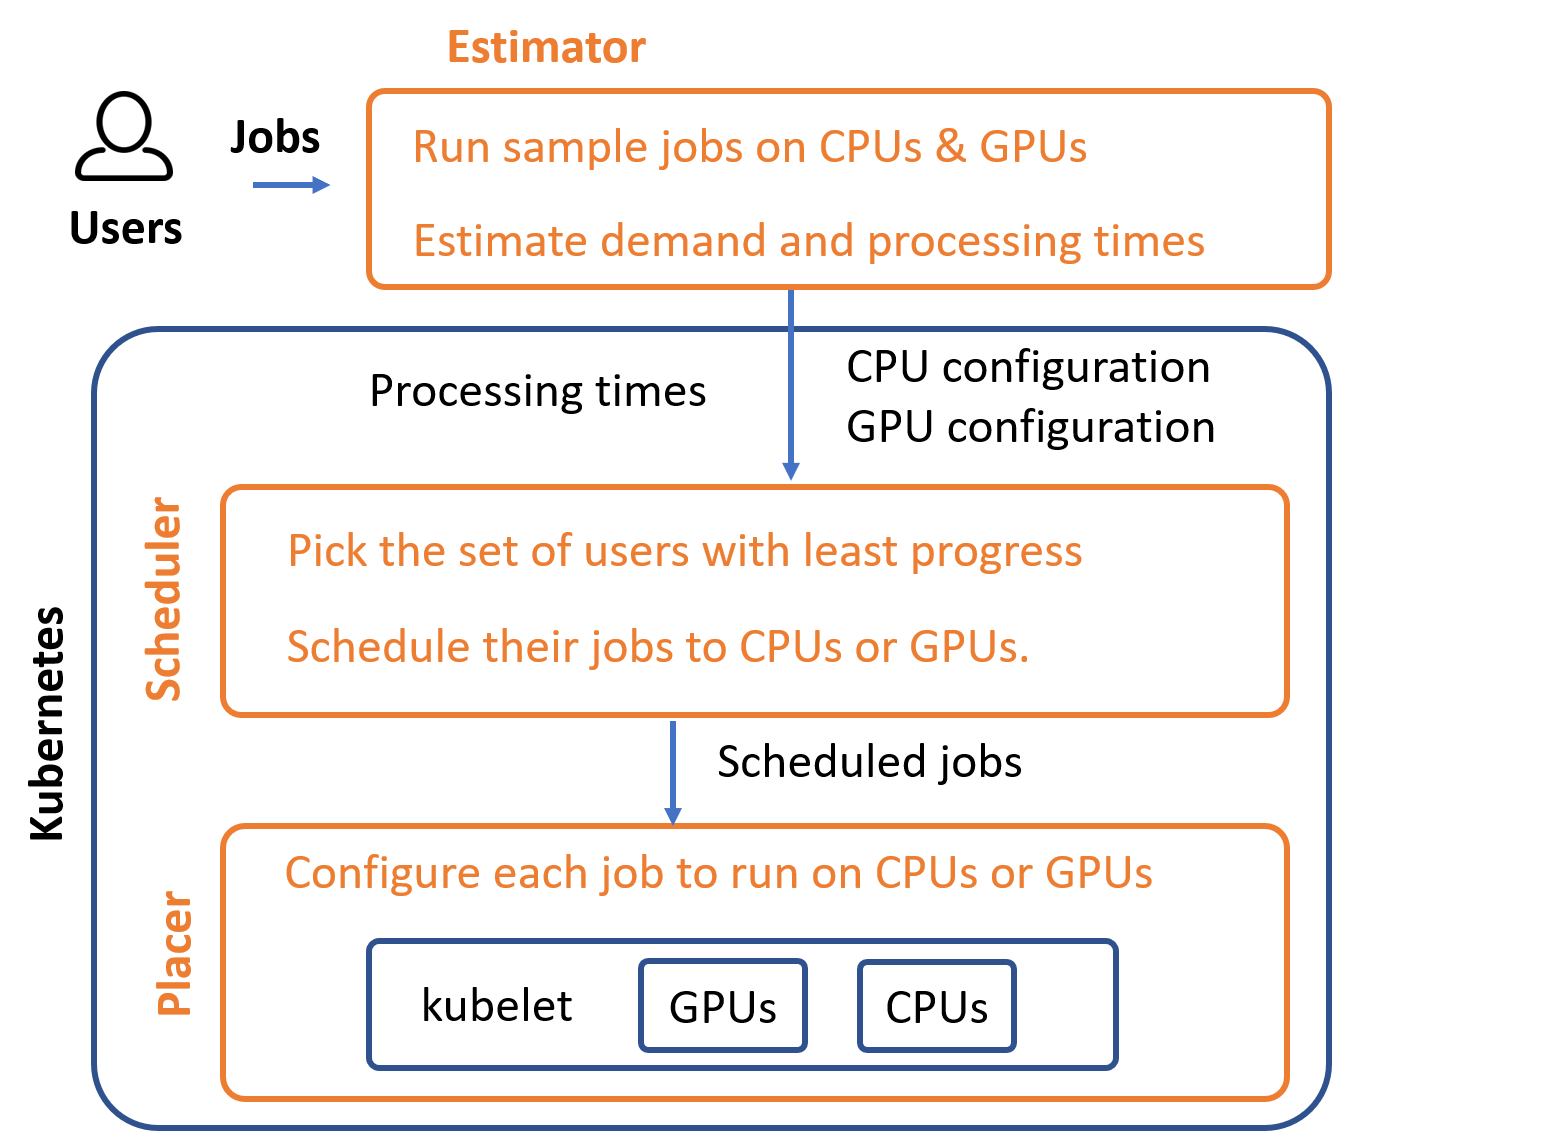 Estimator
Jobs
Users
Run sample jobs on CPUs & GPUs
Estimate demand and processing times
Kubernetes
Processing times
CPU configuration
GPU configuration
Scheduler
Pick the set of users with least progress
Schedule their jobs to CPUs or GPUs.
Scheduled jobs
Placer
Configure each job to run on CPUs or GPUs
kubelet
GPUs
CPUs